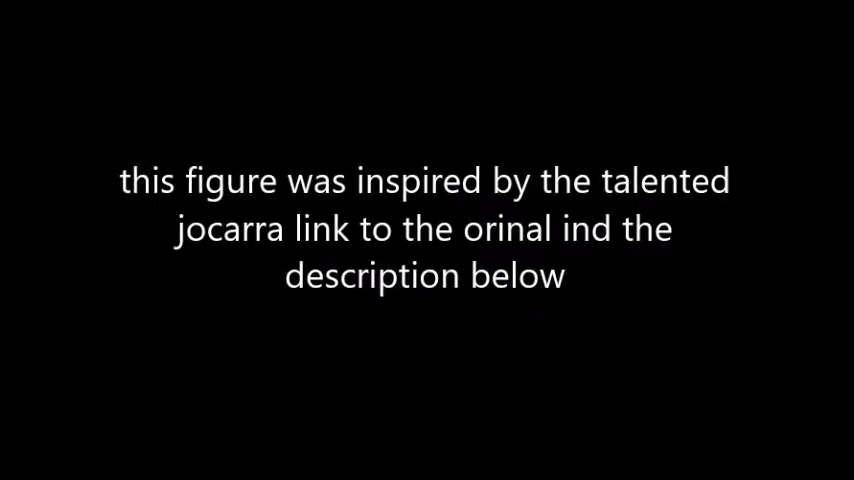 this figure was inspired by the talented
jocarra link to the orinal ind the
description below